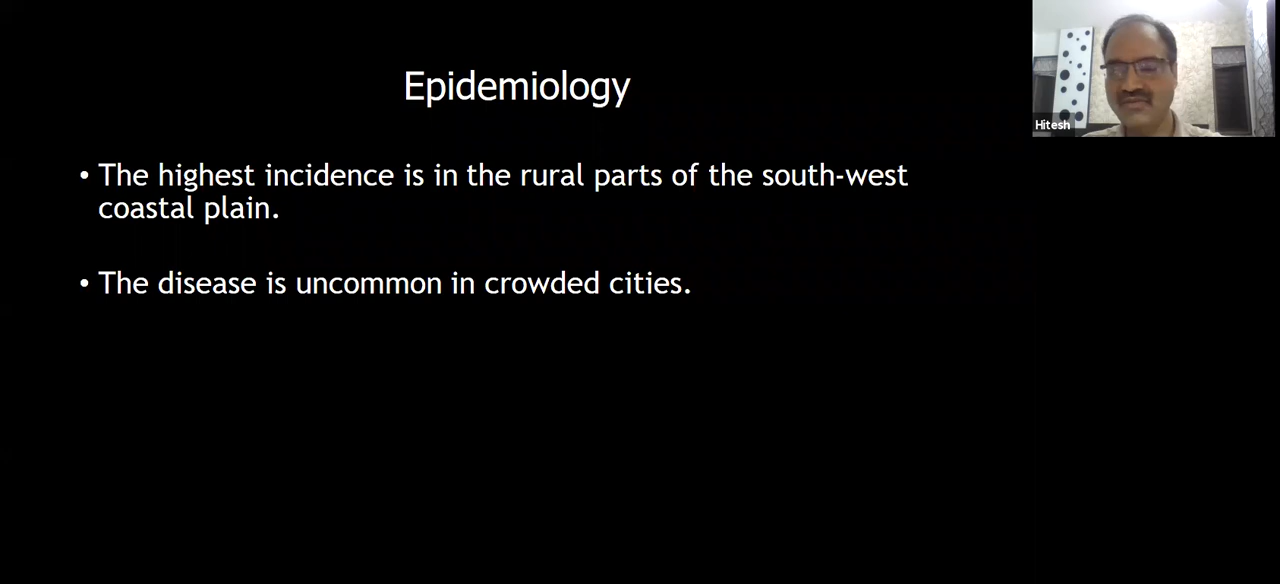 Epidemiology
Hitesh
• The highest incidence is in the rural parts of the south-west
coastal plain.
• The disease is uncommon in crowded cities.